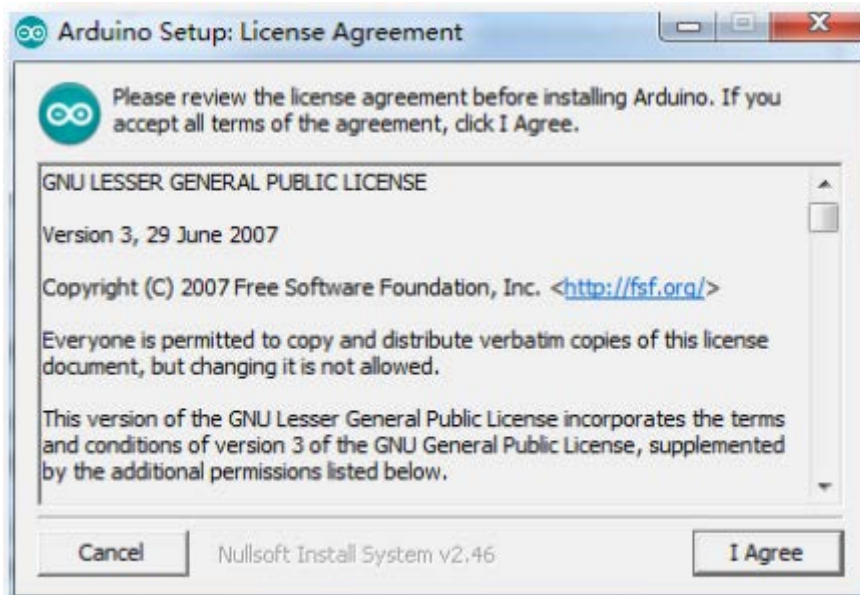 Arduino Setup: License Agreement
Please review the license agreement before installing Arduino. If you
accept all terms of the agreement, click I Agree.
GNU LESSER GENERAL PUBLIC LICENSE
Version 3, 29 June 2007
Copyright (C) 2007 Free Software Foundation, Inc. <http://fsf.org/>
Everyone is permitted to copy and distribute verbatim copies of this license
document, but changing it is not allowed.
This version of the GNU Lesser General Public License incorporates the terms
and conditions of version 3 of the GNU General Public License, supplemented
by the additional permissions listed below.
Cancel Nullsoft Install System v2.46 I Agree